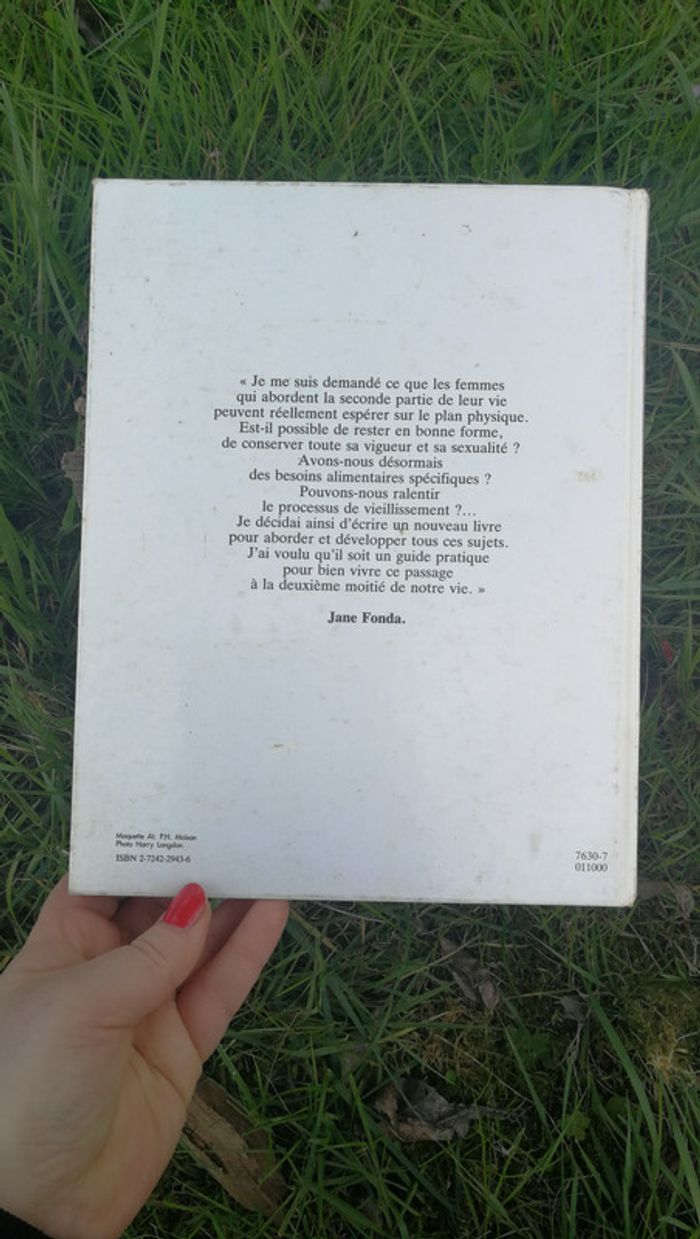 « Je me suis demandé ce que les femmes
qui abordent la seconde partie de leur vie
peuvent réellement espérer sur le plan physique.
Est-il possible de rester en bonne forme,
de conserver toute sa vigueur et sa sexualité ?
Avons-nous désormais
des besoins alimentaires spécifiques ?
Pouvons-nous ralentir
le processus de vieillissement ?...
Je décidai ainsi d'écrire un nouveau livre
pour aborder et développer tous ces sujets.
J'ai voulu qu'il soit un guide pratique
pour bien vivre ce passage
à la deuxième moitié de notre vie. »
Jane Fonda.
Maquette At. P.H. Moisan
Photo Harry Langdon
ISBN 2-7242-2943-6
7630-7
011000